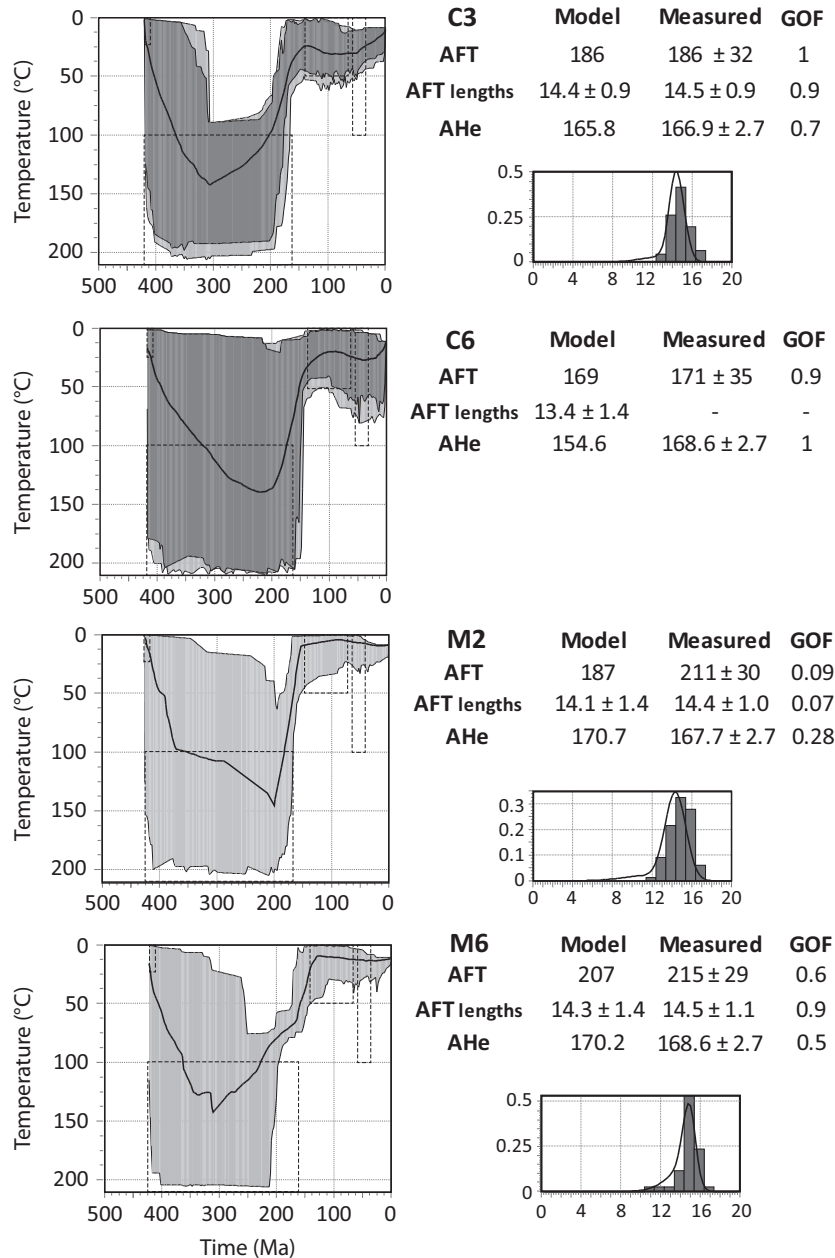 C3 Model Measured GOF
AFT 186 186 ± 32 1
AFT lengths 14.4 ± 0.9 14.5 ± 0.9 0.9
AHe 165.8 166.9 ± 2.7 0.7
Temperature (°C)
0
50
100
150
200
500 400 300 200 100 0
0.5
0.25
0
0 4 8 12 16 20
C6 Model Measured GOF
AFT 169 171 ± 35 0.9
AFT lengths 13.4 ± 1.4 - -
AHe 154.6 168.6 ± 2.7 1
Temperature (°C)
0
50
100
150
200
500 400 300 200 100 0
M2 Model Measured GOF
AFT 187 211 ± 30 0.09
AFT lengths 14.1 ± 1.4 14.4 ± 1.0 0.07
AHe 170.7 167.7 ± 2.7 0.28
Temperature (°C)
0
50
100
150
200
500 400 300 200 100 0
0.3
0.2
0.1
0
0 4 8 12 16 20
M6 Model Measured GOF
AFT 207 215 ± 29 0.6
AFT lengths 14.3 ± 1.4 14.5 ± 1.1 0.9
AHe 170.2 168.6 ± 2.7 0.5
Temperature (°C)
0
50
100
150
200
500 400 300 200 100 0
Time (Ma)
0.5
0.25
0
0 4 8 12 16 20